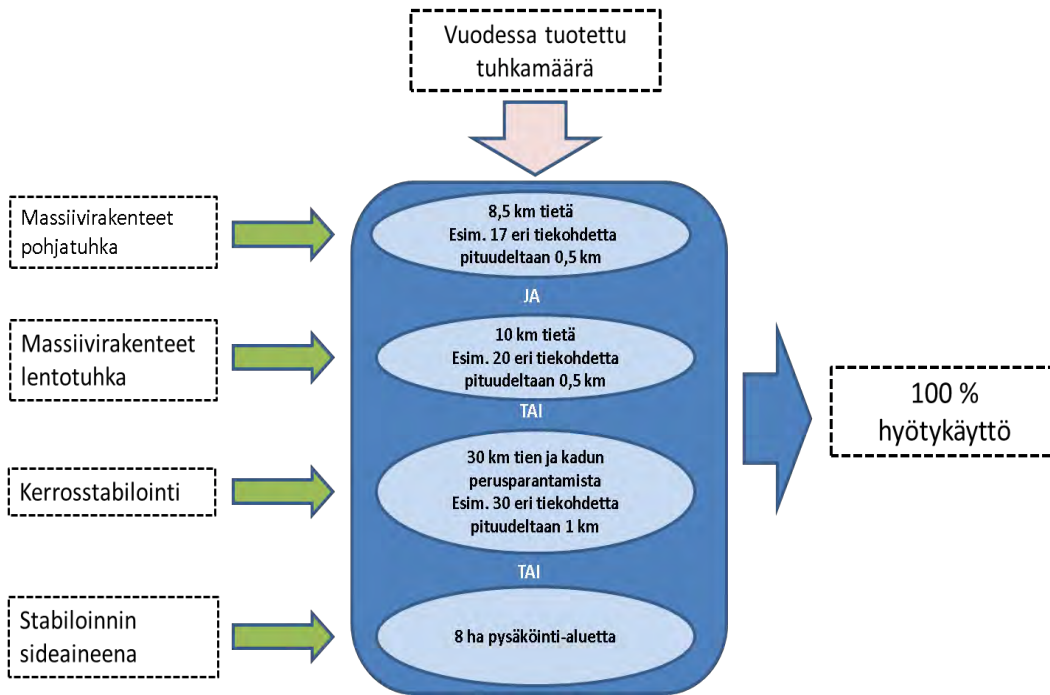 Vuodessa tuotettu
tuhkamäärä
Massiivirakenteet
pohjatuhka
8,5 km tietä
Esim. 17 eri tiekohdetta
pituudeltaan 0,5 km
JA
Massiivirakenteet
lentotuhka
10 km tietä
Esim. 20 eri tiekohdetta
pituudeltaan 0,5 km
TAI
100 %
hyötykäyttö
Kerrosstabilointi
30 km tien ja kadun
perusparantamista
Esim. 30 eri tiekohdetta
pituudeltaan 1 km
TAI
Stabiloinnin
sideaineena
8 ha pysäköinti-aluetta